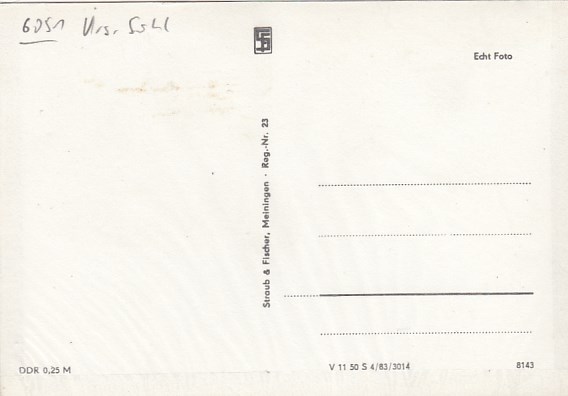 6051 Krs. Suhl
Echt Foto
Straub & Fischer, Meiningen · Reg.-Nr. 23
DDR 0,25 M
V 11 50 S 4/83/3014
8143